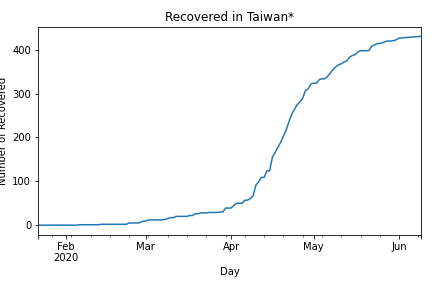 Recovered in Taiwan*
Number of Recovered
400
300
200
100
0
Feb
2020
Mar
Apr
May
Jun
Day